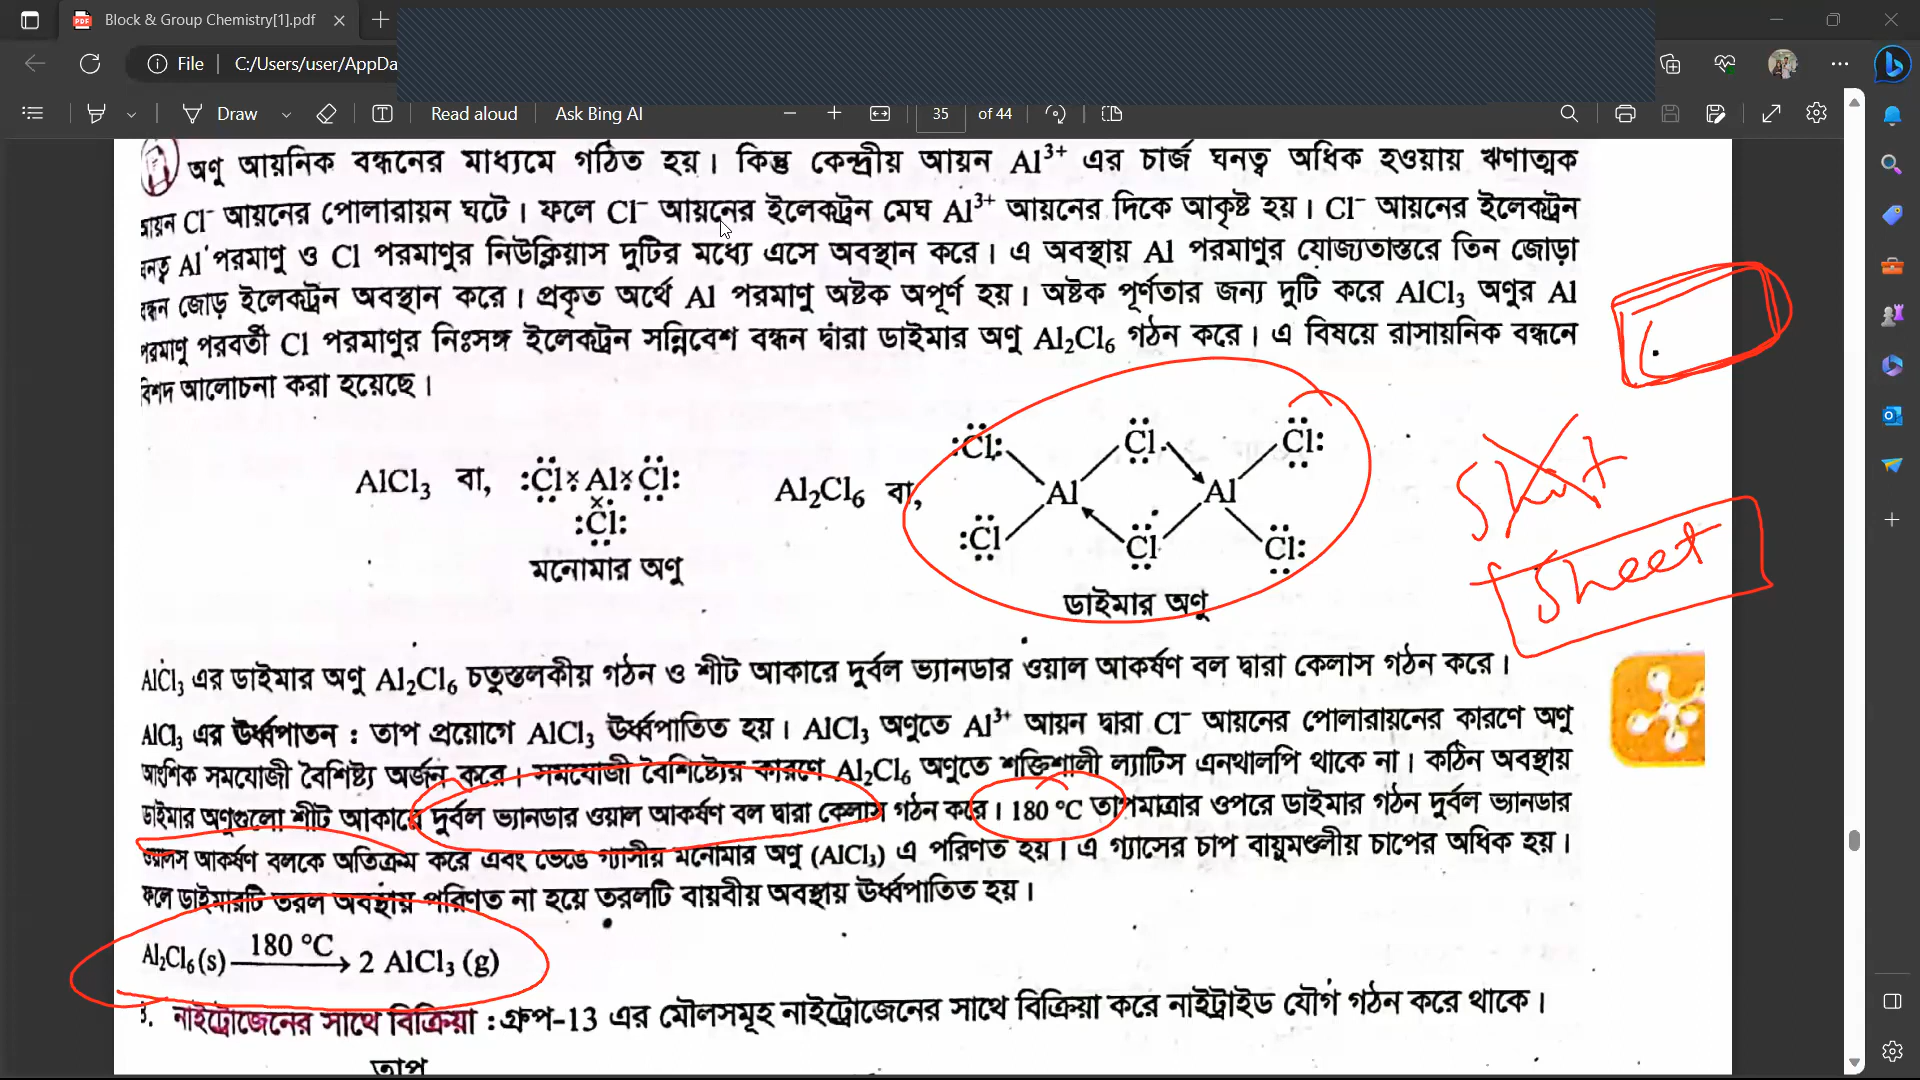 Block & Group Chemistry[1].pdf
File
C:/Users/user/AppDa
Draw
Read aloud
Ask Bing AI
35 of 44
অণু আয়নিক বন্ধনের মাধ্যমে গঠিত হয়। কিন্তু কেন্দ্রীয় আয়ন Al³⁺ এর চার্জ ঘনত্ব অধিক হওয়ায় ঋণাত্মক
আয়ন Cl⁻ আয়নের পোলারায়ন ঘটে। ফলে Cl⁻ আয়নের ইলেকট্রন মেঘ Al³⁺ আয়নের দিকে আকৃষ্ট হয়। Cl⁻ আয়নের ইলেকট্রন
ঘনত্ব Al পরমাণু ও Cl পরমাণুর নিউক্লিয়াস দুটির মধ্যে এসে অবস্থান করে। এ অবস্থায় Al পরমাণুর যোজ্যতাস্তরে তিন জোড়া
বন্ধন জোড় ইলেকট্রন অবস্থান করে। প্রকৃত অর্থে Al পরমাণু অষ্টক অপূর্ণ হয়। অষ্টক পূর্ণতার জন্য দুটি করে AlCl₃ অণুর Al
পরমাণু পরবর্তী Cl পরমাণুর নিঃসঙ্গ ইলেকট্রন সন্নিবেশ বন্ধন দ্বারা ডাইমার অণু Al₂Cl₆ গঠন করে। এ বিষয়ে রাসায়নিক বন্ধনে
বিশদ আলোচনা করা হয়েছে।
AlCl₃ বা, Cl Al Cl
Cl
মনোমার অণু
Al₂Cl₆ বা,
Cl Cl Cl
Al Al
Cl Cl Cl
ডাইমার অণু
Sheet
AlCl₃ এর ডাইমার অণু Al₂Cl₆ চতুস্তলকীয় গঠন ও শীট আকারে দুর্বল ভ্যানডার ওয়াল আকর্ষণ বল দ্বারা কেলাস গঠন করে।
AlCl₃ এর ঊর্ধ্বপাতন : তাপ প্রয়োগে AlCl₃ ঊর্ধ্বপাতিত হয়। AlCl₃ অণুতে Al³⁺ আয়ন দ্বারা Cl⁻ আয়নের পোলারায়নের কারণে অণু
আংশিক সমযোজী বৈশিষ্ট্য অর্জন করে। সমযোজী বৈশিষ্ট্যের কারণে Al₂Cl₆ অণুতে শক্তিশালী ল্যাটিস এনথালপি থাকে না। কঠিন অবস্থায়
ডাইমার অণুগুলো শীট আকারে দুর্বল ভ্যানডার ওয়াল আকর্ষণ বল দ্বারা কেলাস গঠন করে। 180 °C তাপমাত্রার ওপরে ডাইমার গঠন দুর্বল ভ্যানডার
ওয়ালস আকর্ষণ বলকে অতিক্রম করে এবং ভেঙে গ্যাসীয় মনোমার অণু (AlCl₃) এ পরিণত হয়। এ গ্যাসের চাপ বায়ুমণ্ডলীয় চাপের অধিক হয়।
ফলে ডাইমারটি তরল অবস্থায় পরিণত না হয়ে তরলটি বায়বীয় অবস্থায় ঊর্ধ্বপাতিত হয়।
Al₂Cl₆ (s) 180 °C → 2 AlCl₃ (g)
নাইট্রোজেনের সাথে বিক্রিয়া : গ্রুপ-13 এর মৌলসমূহ নাইট্রোজেনের সাথে বিক্রিয়া করে নাইট্রাইড যৌগ গঠন করে থাকে।
তাপ